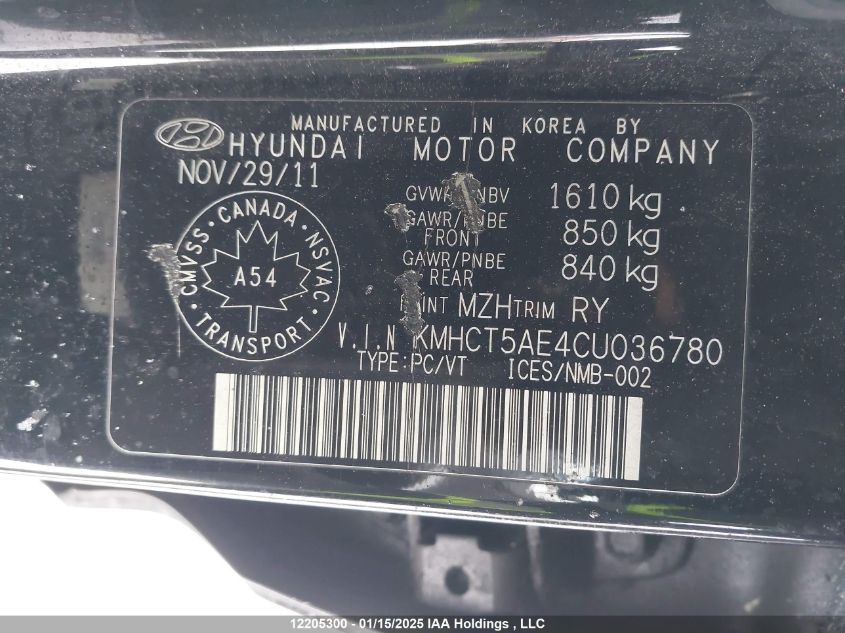 MANUFACTURED IN KOREA BY
HYUNDAI MOTOR COMPANY
NOV/29/11
GVWR/PNBV 1610 kg
GAWR/PNBE FRONT 850 kg
GAWR/PNBE REAR 840 kg
CANADA
CMVSS
NSVAC
A54
TRANSPORT
MZH TRIM RY
V.I.N KMHCT5AE4CU036780
TYPE:PC/VT ICES/NMB-002
12205300 - 01/15/2025 IAA Holdings , LLC